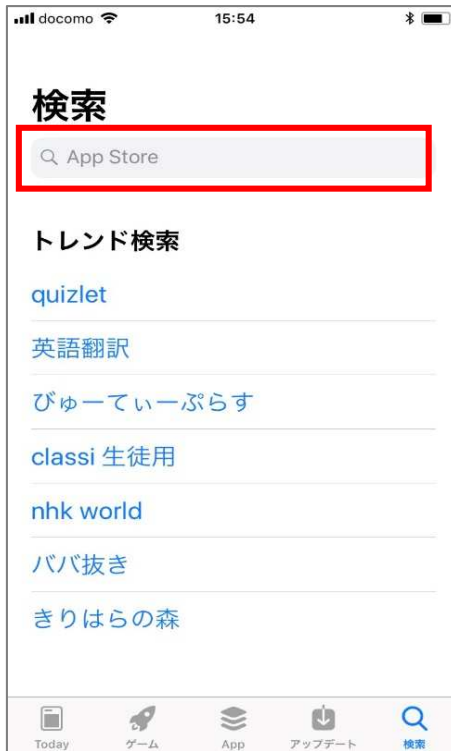 docomo 15:54
検索
App Store
トレンド検索
quizlet
英語翻訳
びゅーてぃーぷらす
classi 生徒用
nhk world
ババ抜き
きりはらの森
Today ゲーム App アップデート 検索